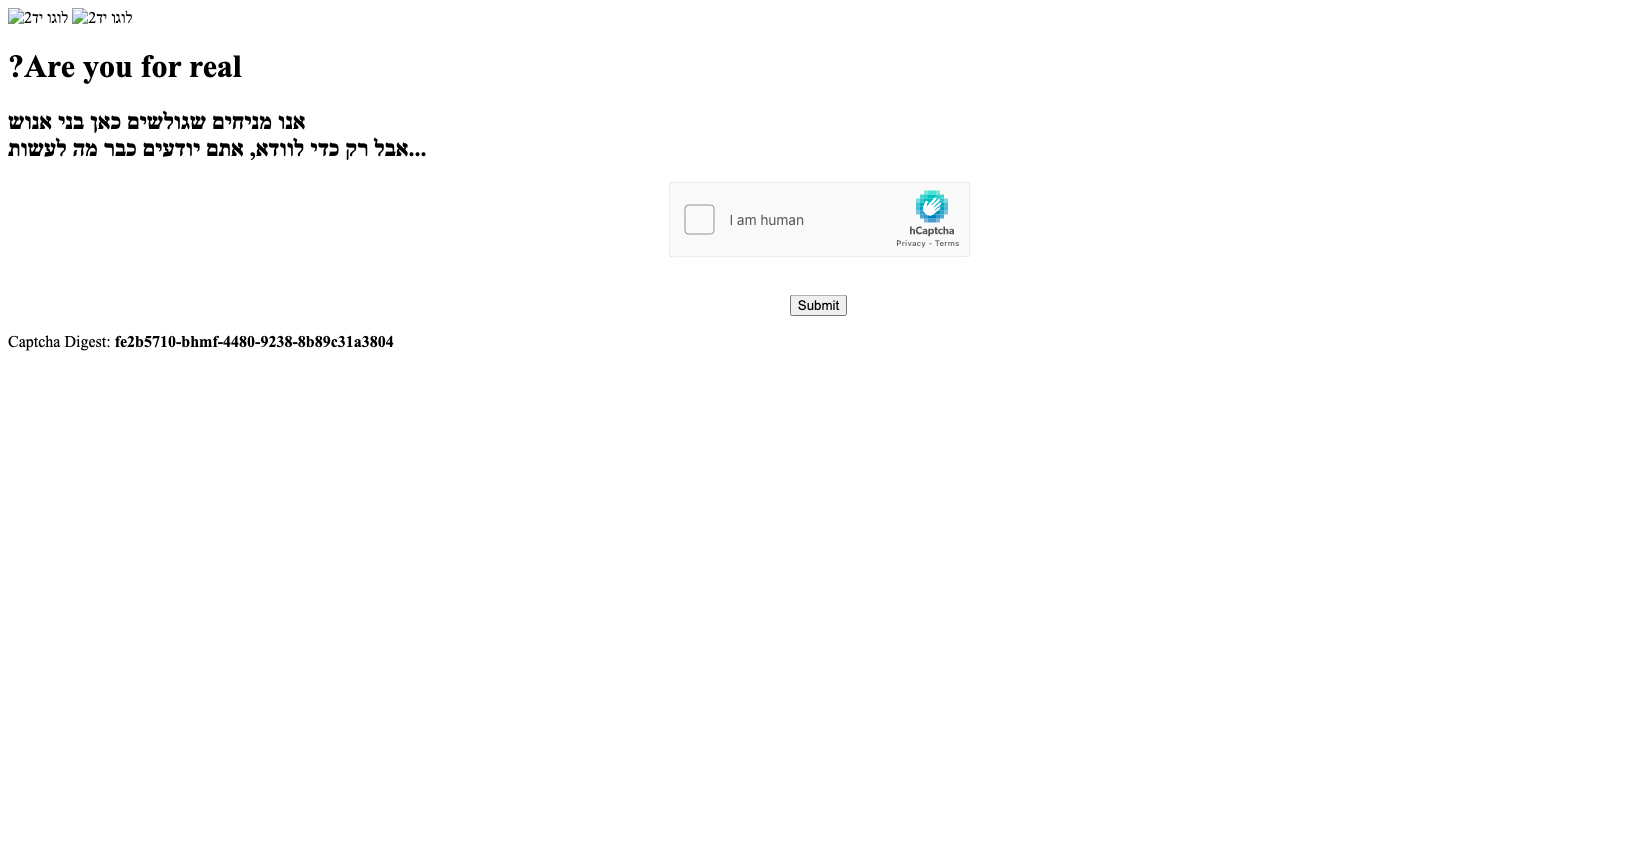 לוגו יד2 לוגו יד2
?Are you for real
אנו מניחים שגולשים כאן בני אנוש
אבל רק כדי לוודא, אתם יודעים כבר מה לעשות...
I am human
hCaptcha
Privacy - Terms
Submit
Captcha Digest: fe2b5710-bhmf-4480-9238-8b89c31a3804